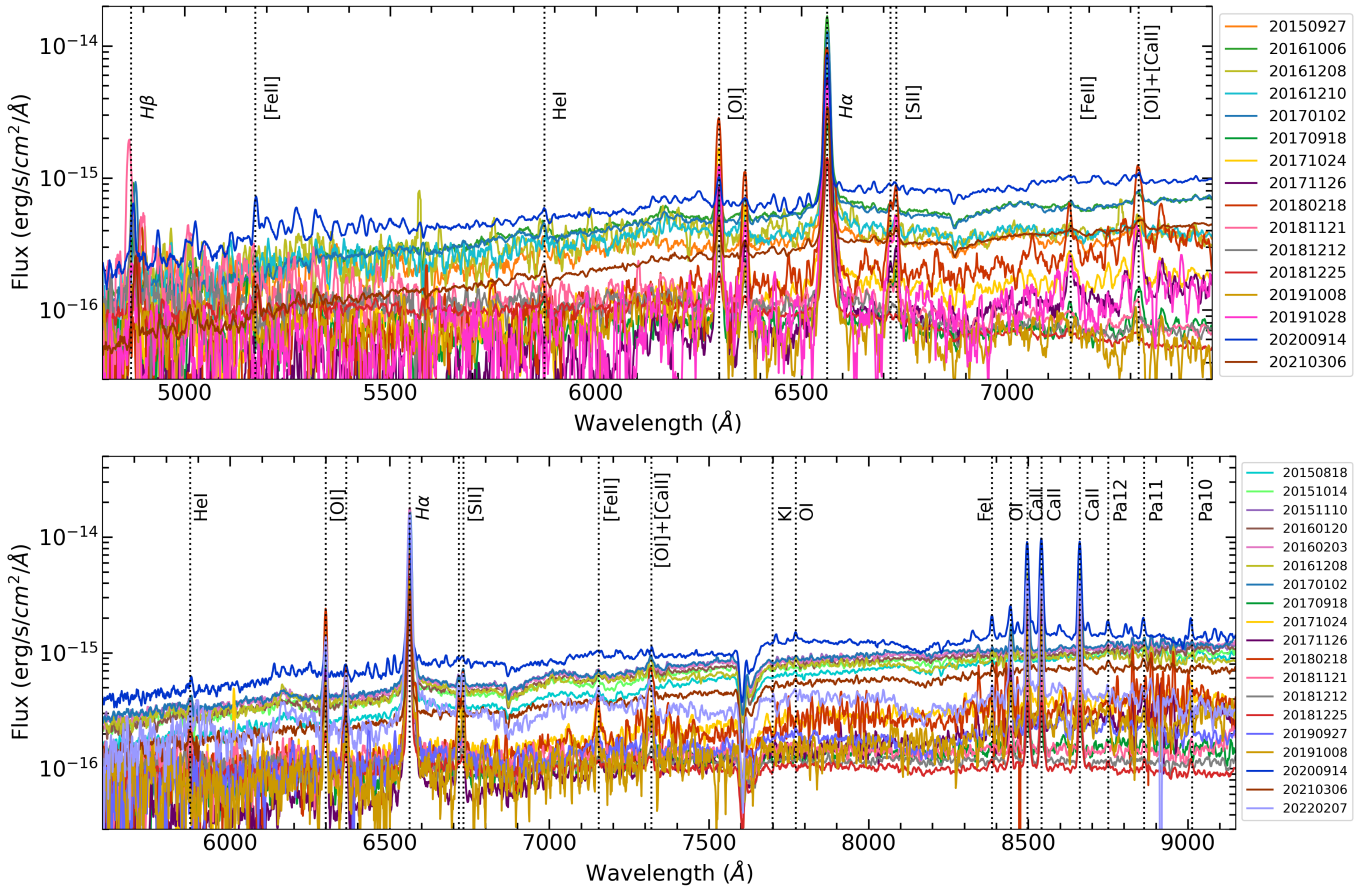 10⁻¹⁴
10⁻¹⁵
10⁻¹⁶
Flux (erg/s/cm²/Å)
Hβ
[FeII]
HeI
[OI]
Hα
[SII]
[FeII]
[OI]+[CaII]
5000 5500 6000 6500 7000
Wavelength (Å)
20150927
20161006
20161208
20161210
20170102
20170918
20171024
20171126
20180218
20181121
20181212
20181225
20191008
20191028
20200914
20210306
10⁻¹⁴
10⁻¹⁵
10⁻¹⁶
Flux (erg/s/cm²/Å)
HeI
[OI]
Hα
[SII]
[FeII]
[OI]+[CaII]
KI
OI
FeI
OI
CaII
CaII
CaII
Pa12
Pa11
Pa10
6000 6500 7000 7500 8000 8500 9000
Wavelength (Å)
20150818
20151014
20151110
20160120
20160203
20161208
20170102
20170918
20171024
20171126
20180218
20181121
20181212
20181225
20190927
20191008
20200914
20210306
20220207